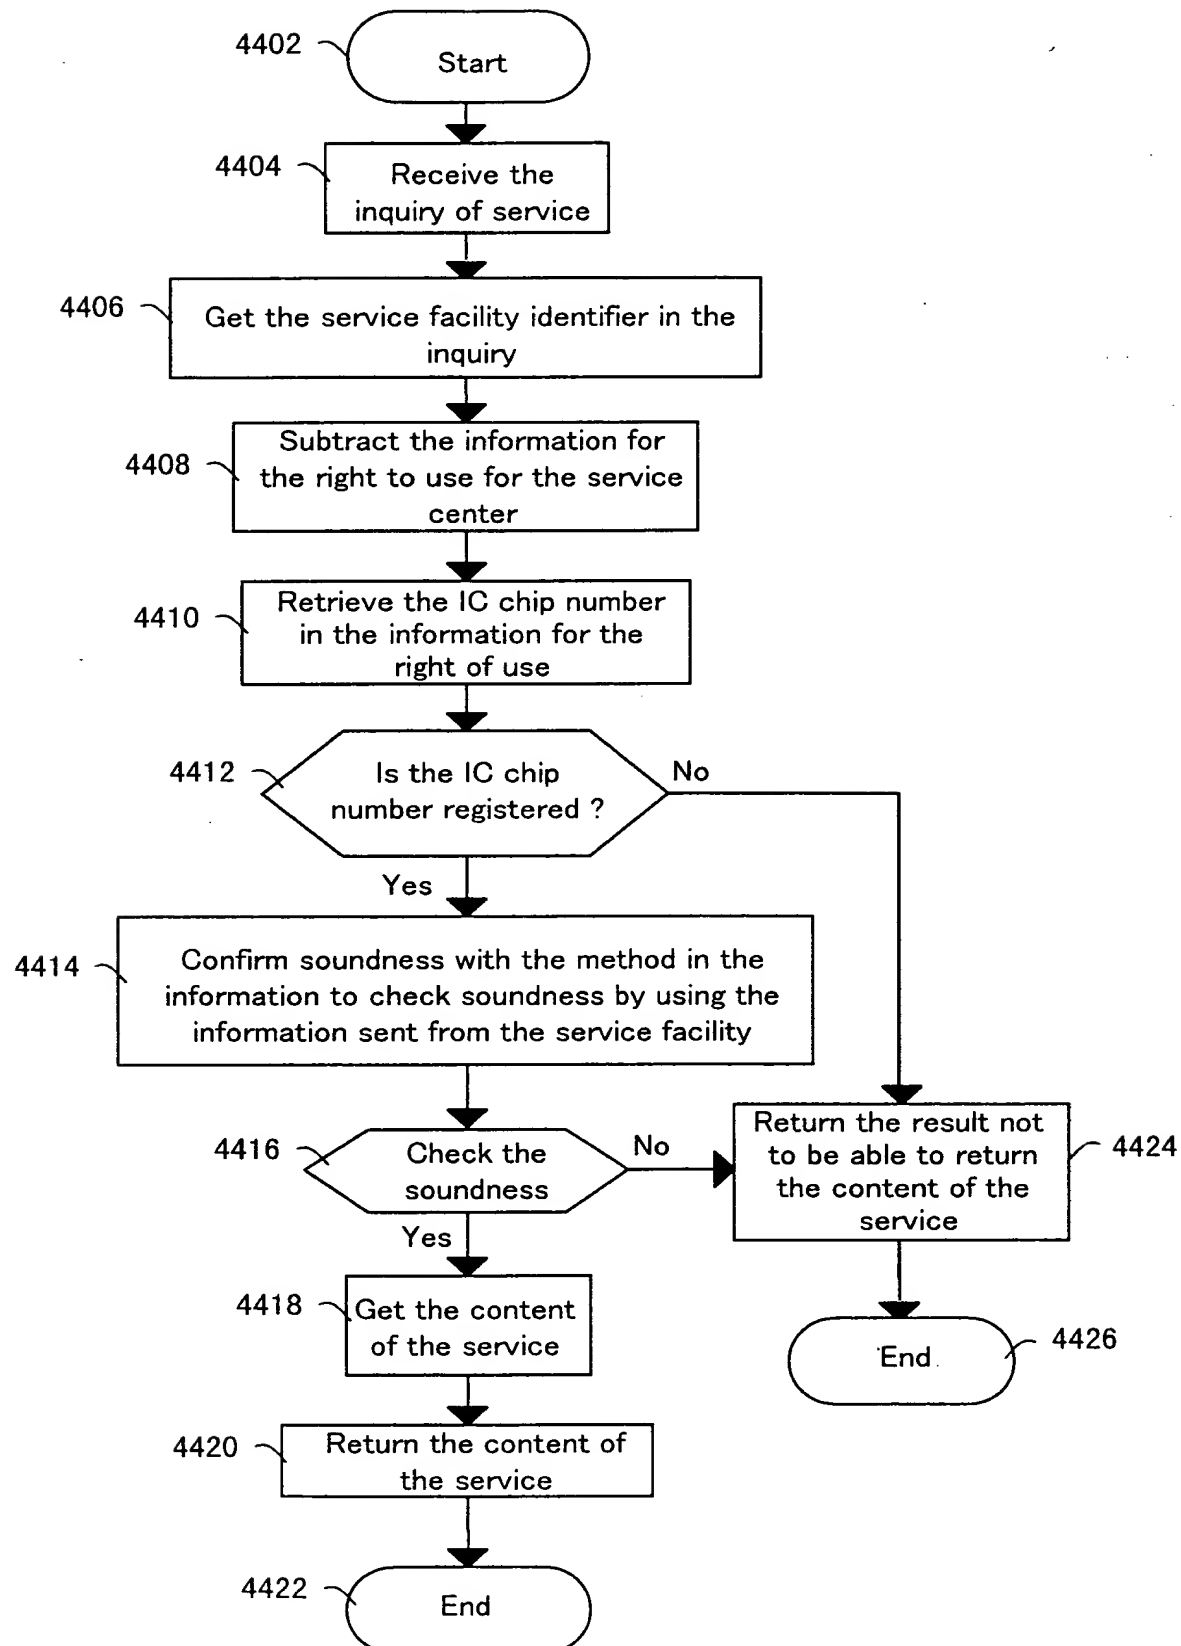 4402
Start
4404
Receive the
inquiry of service
4406
Get the service facility identifier in the
inquiry
4408
Subtract the information for
the right to use for the service
center
4410
Retrieve the IC chip number
in the information for the
right of use
4412
Is the IC chip
number registered ?
No
Yes
4414
Confirm soundness with the method in the
information to check soundness by using the
information sent from the service facility
4416
Check the
soundness
No
Yes
Return the result not
to be able to return
the content of the
service
4424
4418
Get the content
of the service
End
4426
4420
Return the content of
the service
4422
End